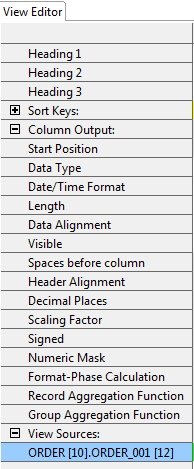 View Editor
Heading 1
Heading 2
Heading 3
Sort Keys:
Column Output:
Start Position
Data Type
Date/Time Format
Length
Data Alignment
Visible
Spaces before column
Header Alignment
Decimal Places
Scaling Factor
Signed
Numeric Mask
Format-Phase Calculation
Record Aggregation Function
Group Aggregation Function
View Sources:
ORDER [10].ORDER_001 [12]